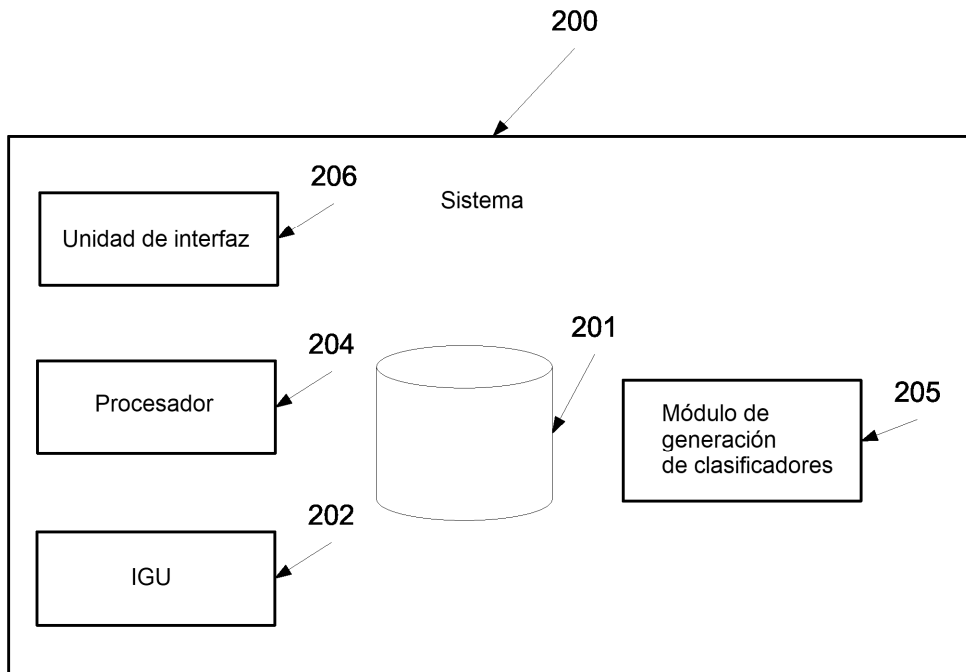 200
206
Sistema
Unidad de interfaz
201
204
Procesador
205
Módulo de
generación
de clasificadores
202
IGU